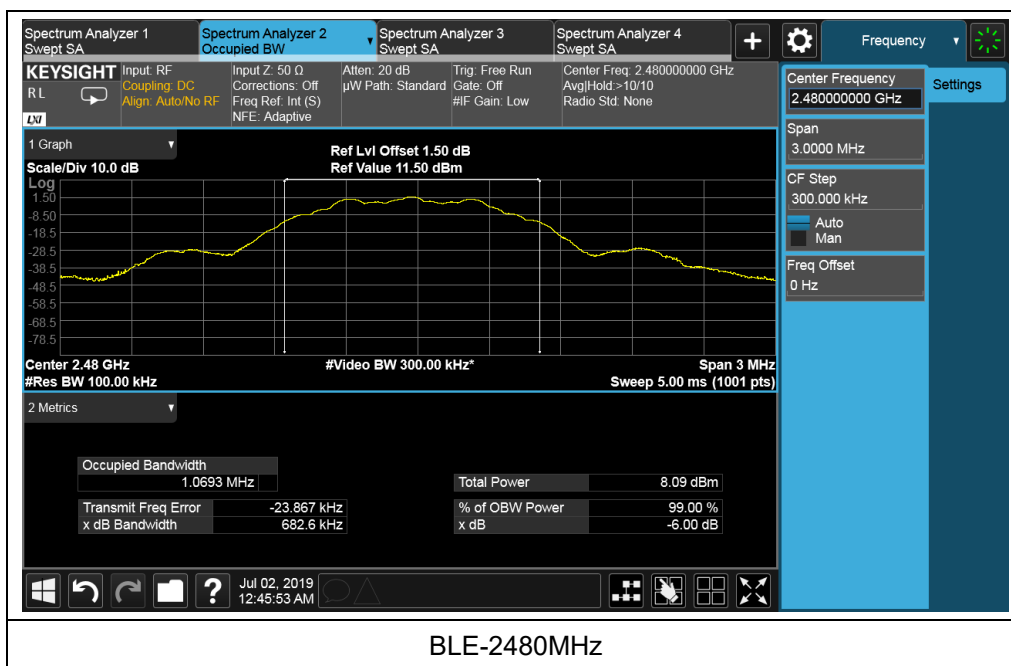 Spectrum Analyzer 1
Swept SA
Spectrum Analyzer 2
Occupied BW
Spectrum Analyzer 3
Swept SA
Spectrum Analyzer 4
Swept SA
+
Frequency
KEYSIGHT
RL
LXI
Input: RF
Coupling: DC
Align: Auto/No RF
Input Z: 50 Ω
Corrections: Off
Freq Ref: Int (S)
NFE: Adaptive
Atten: 20 dB
µW Path: Standard
Trig: Free Run
Gate: Off
#IF Gain: Low
Center Freq: 2.480000000 GHz
Avg|Hold:>10/10
Radio Std: None
Center Frequency
2.480000000 GHz
Settings
Span
3.0000 MHz
CF Step
300.000 kHz
Auto
Man
Freq Offset
0 Hz
1 Graph
Scale/Div 10.0 dB
Ref Lvl Offset 1.50 dB
Ref Value 11.50 dBm
Log
1.50
-8.50
-18.5
-28.5
-38.5
-48.5
-58.5
-68.5
-78.5
Center 2.48 GHz
#Video BW 300.00 kHz*
Span 3 MHz
#Res BW 100.00 kHz
Sweep 5.00 ms (1001 pts)
2 Metrics
Occupied Bandwidth
1.0693 MHz
Total Power 8.09 dBm
Transmit Freq Error -23.867 kHz
% of OBW Power 99.00 %
x dB Bandwidth 682.6 kHz
x dB -6.00 dB
?
Jul 02, 2019
12:45:53 AM
BLE-2480MHz